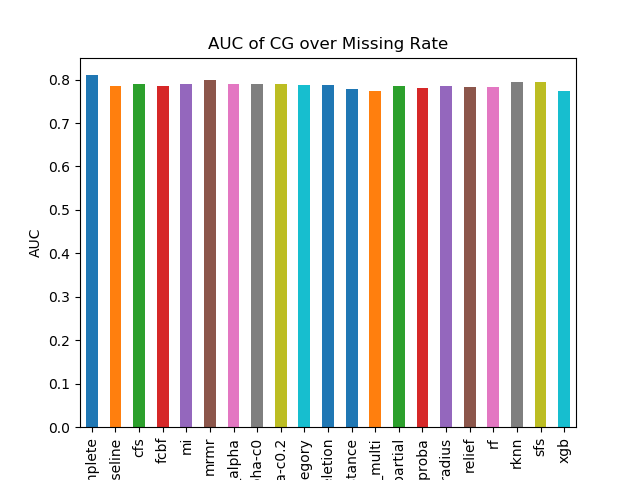 AUC of CG over Missing Rate
AUC
0.8
0.7
0.6
0.5
0.4
0.3
0.2
0.1
0.0
mplete
seline
cfs
fcbf
mi
mrmr
_alpha
ha-c0
a-c0.2
egory
eletion
tance
_multi
partial
proba
radius
relief
rf
rknn
sfs
xgb